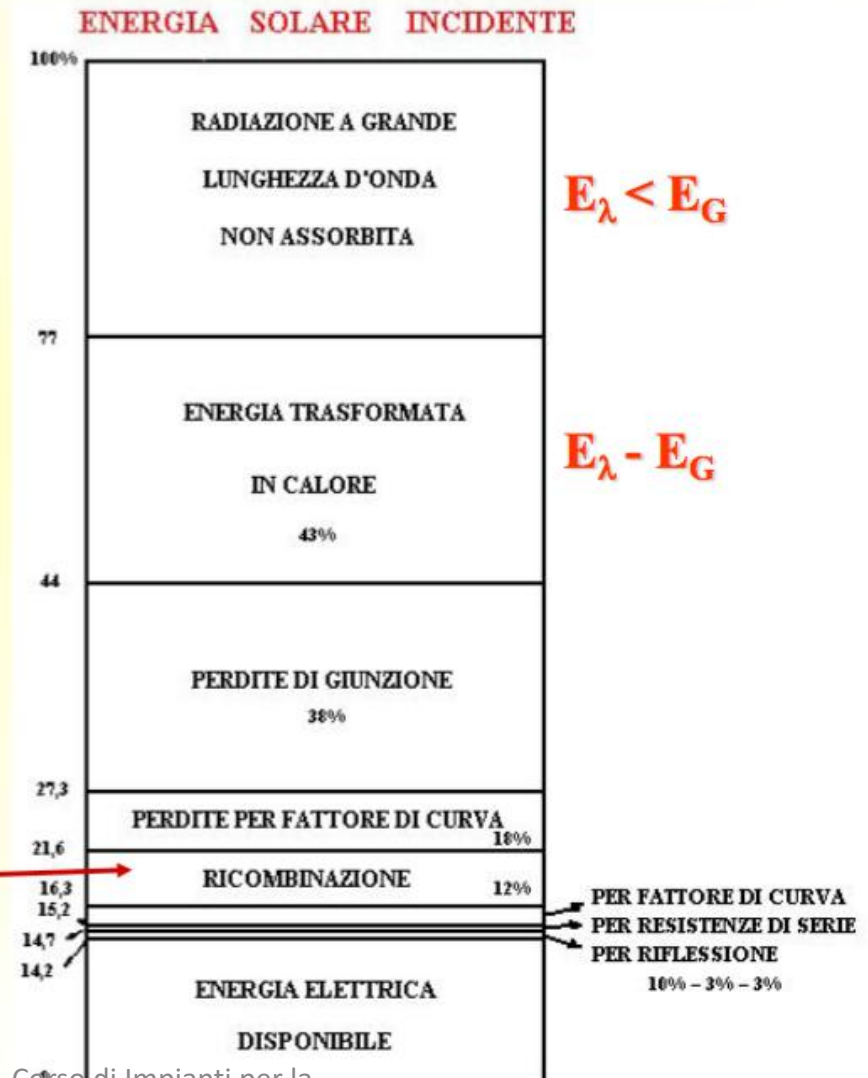 ENERGIA SOLARE INCIDENTE
100%
RADIAZIONE A GRANDE
LUNGHEZZA D'ONDA
NON ASSORBITA
Eλ < EG
77
ENERGIA TRASFORMATA
IN CALORE
43%
Eλ - EG
44
PERDITE DI GIUNZIONE
38%
27,3
PERDITE PER FATTORE DI CURVA
18%
21,6
RICOMBINAZIONE
12%
16,3
15,2
14,7
14,2
PER FATTORE DI CURVA
PER RESISTENZE DI SERIE
PER RIFLESSIONE
10% – 3% – 3%
ENERGIA ELETTRICA
DISPONIBILE
Corso di Impianti per la